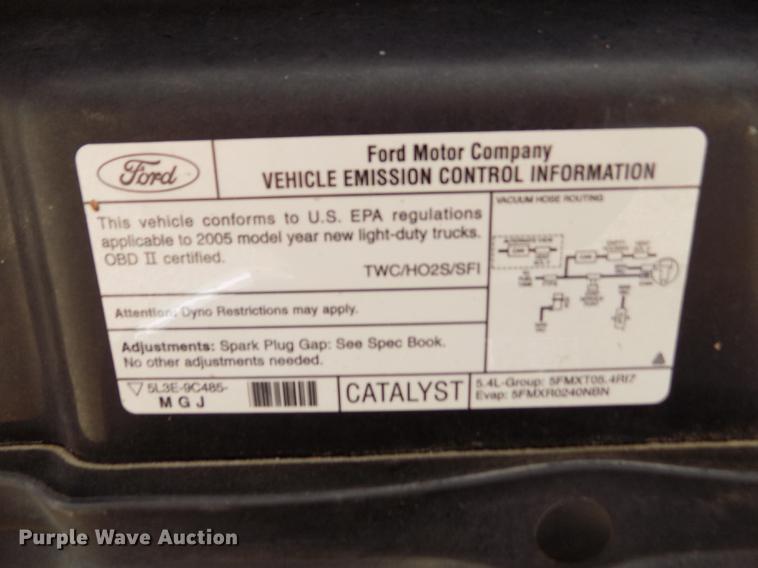 Ford
Ford Motor Company
VEHICLE EMISSION CONTROL INFORMATION
This vehicle conforms to U.S. EPA regulations
applicable to 2005 model year new light-duty trucks.
OBD II certified.
TWC/HO2S/SFI
Attention: Dyno Restrictions may apply.
Adjustments: Spark Plug Gap: See Spec Book.
No other adjustments needed.
VACUUM HOSE ROUTING
5L3E-9C485-
MGJ
CATALYST
5.4L-Group: 5FMXT05.4RI7
Evap: 5FMXR0240NBN
Purple Wave Auction